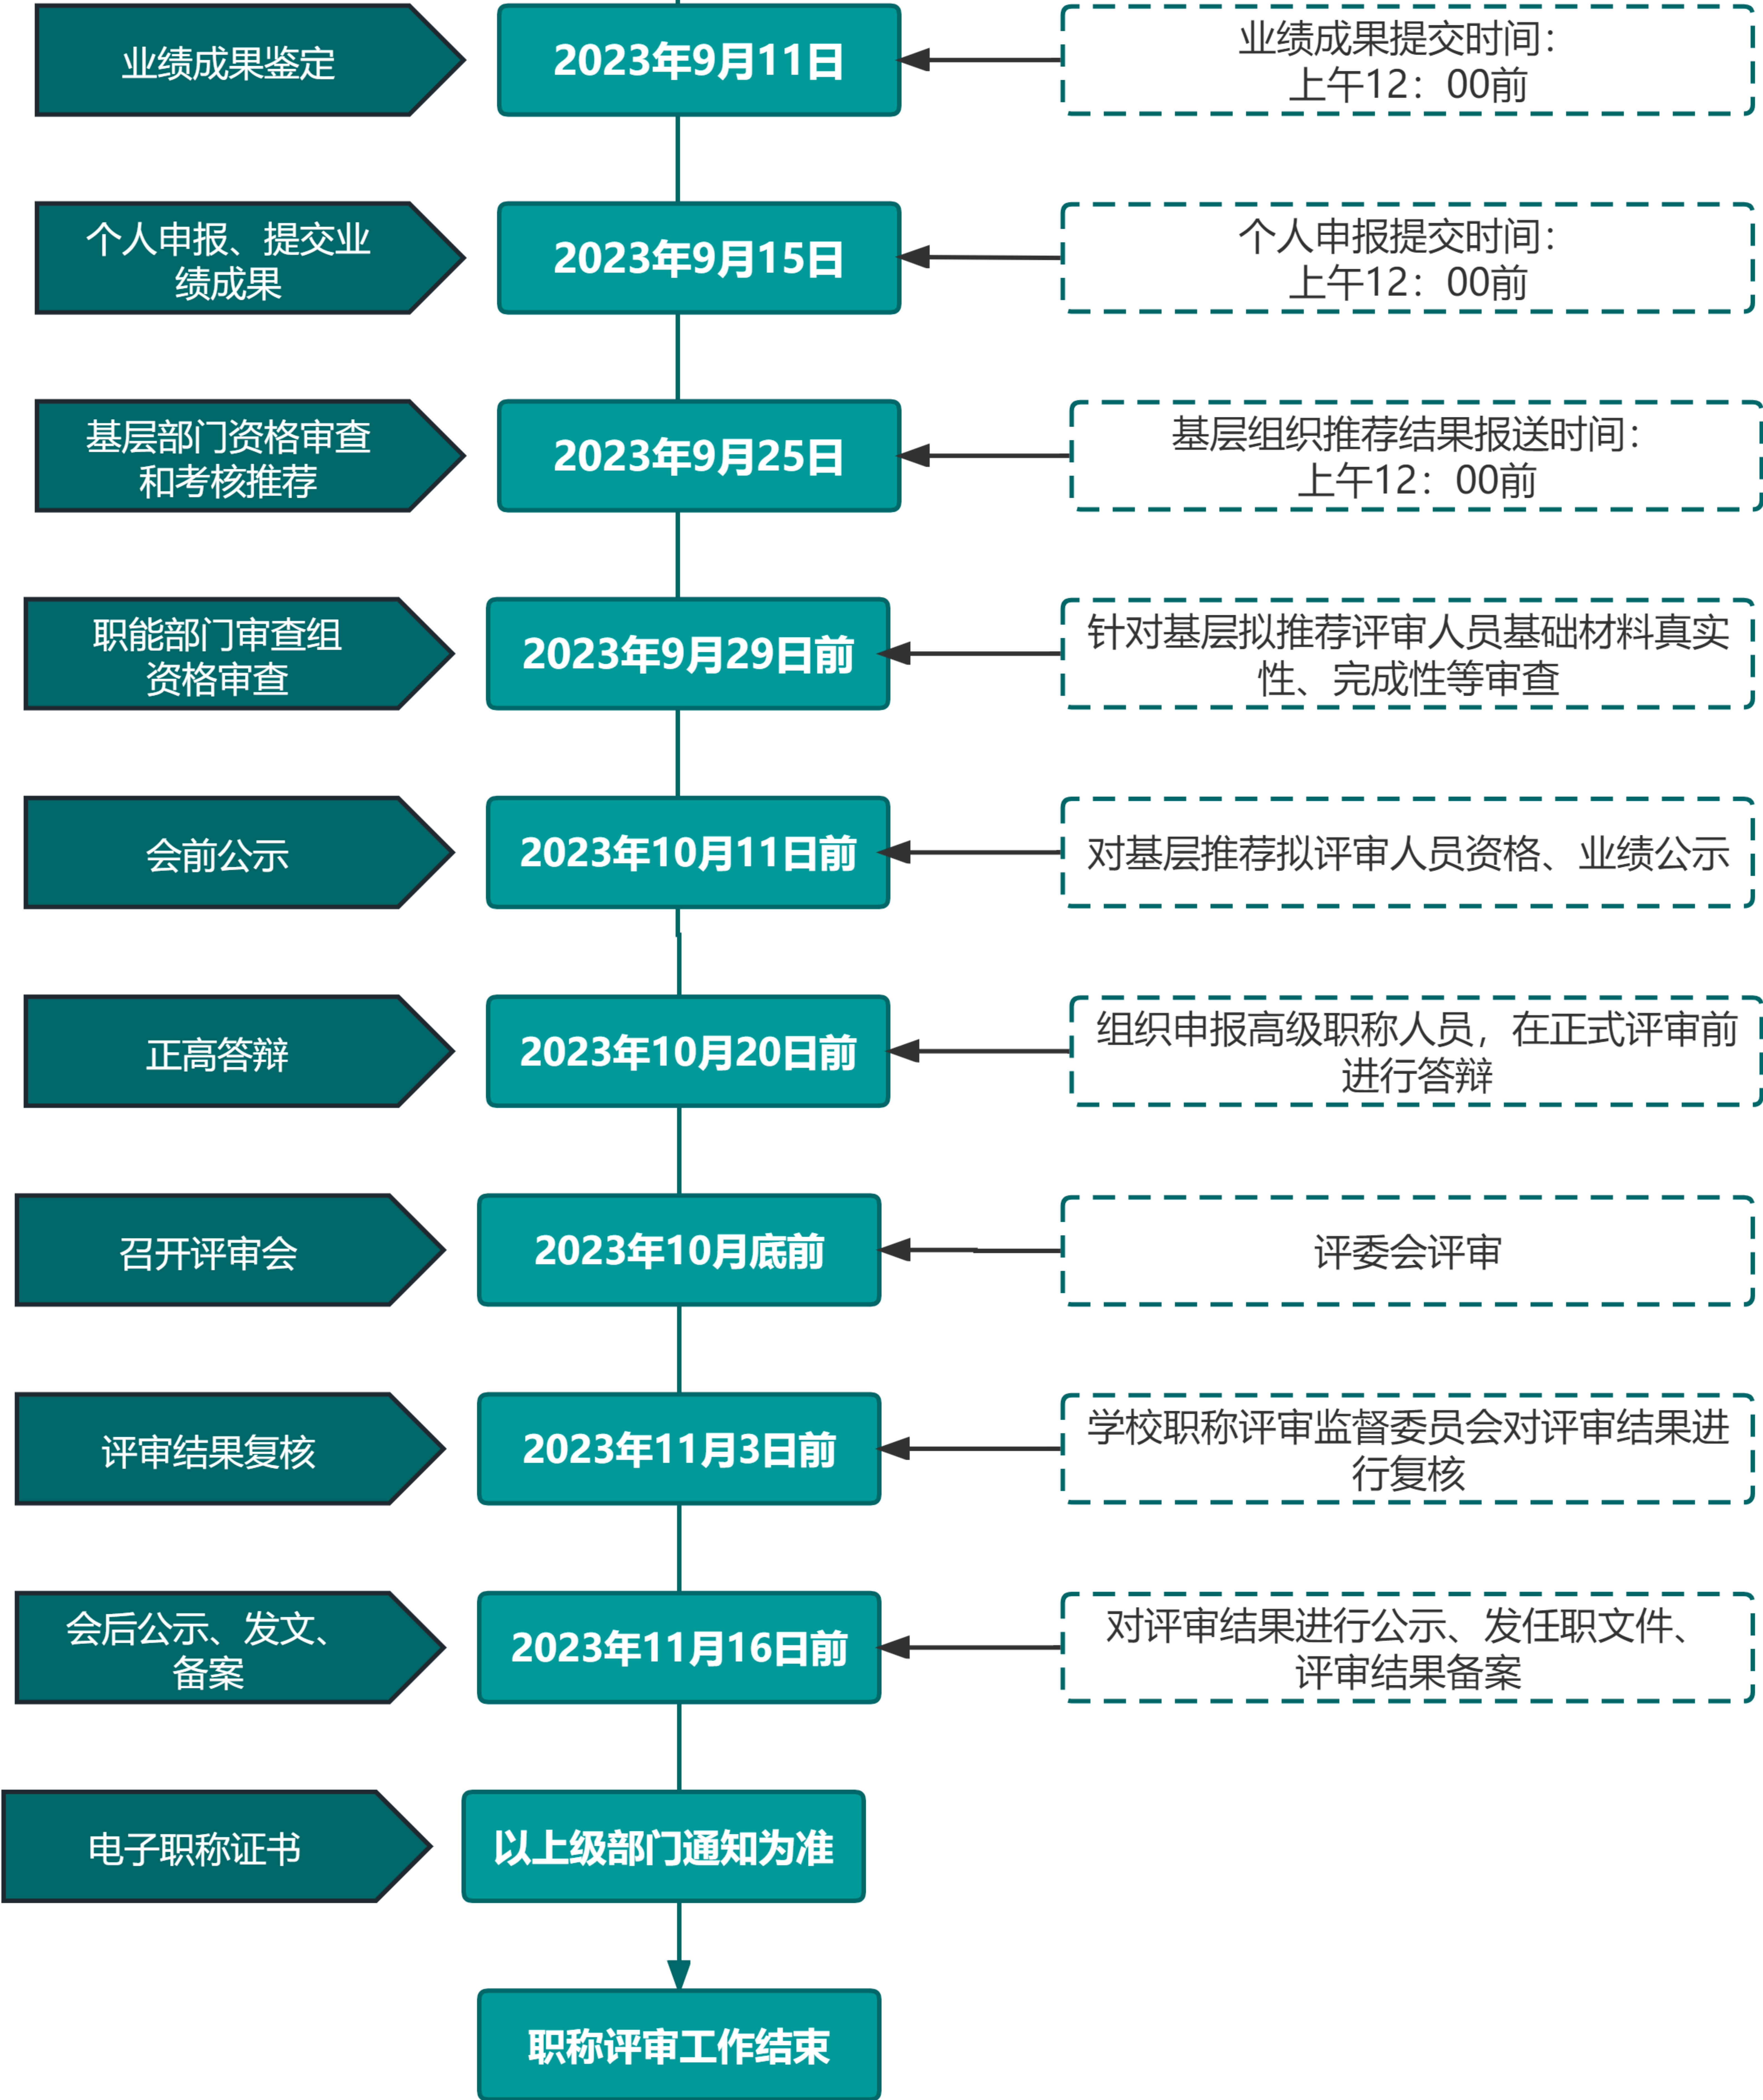 业绩成果鉴定
2023年9月11日
业绩成果提交时间：
上午12：00前
个人申报、提交业
绩成果
2023年9月15日
个人申报提交时间：
上午12：00前
基层部门资格审查
和考核推荐
2023年9月25日
基层组织推荐结果报送时间：
上午12：00前
职能部门审查组
资格审查
2023年9月29日前
针对基层拟推荐评审人员基础材料真实
性、完成性等审查
会前公示
2023年10月11日前
对基层推荐拟评审人员资格、业绩公示
正高答辩
2023年10月20日前
组织申报高级职称人员，在正式评审前
进行答辩
召开评审会
2023年10月底前
评委会评审
评审结果复核
2023年11月3日前
学校职称评审监督委员会对评审结果进
行复核
会后公示、发文、
备案
2023年11月16日前
对评审结果进行公示、发任职文件、
评审结果备案
电子职称证书
以上级部门通知为准
职称评审工作结束